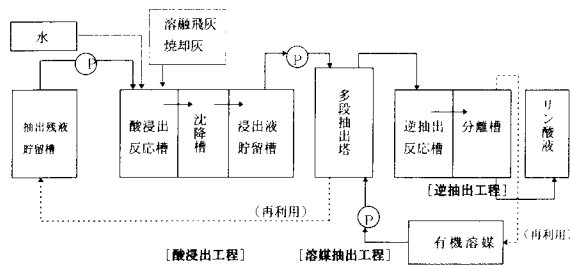 水
溶融飛灰
焼却灰
P
P
抽出残液
貯留槽
酸浸出
反応槽
沈降槽
浸出液
貯留槽
多段抽出塔
逆抽出
反応槽
分離槽
リン酸液
[逆抽出工程]
(再利用)
P
(再利用)
有機溶媒
[酸浸出工程]
[溶媒抽出工程]